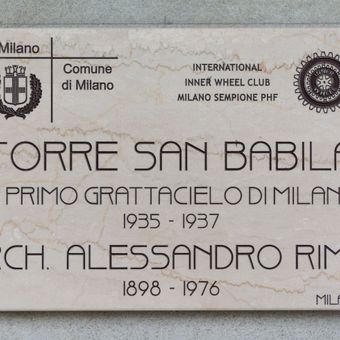 Milano
Comune
di Milano
INTERNATIONAL
INNER WHEEL CLUB
MILANO SEMPIONE PHF
TORRE SAN BABILA
PRIMO GRATTACIELO DI MILAN
1935 - 1937
RCH. ALESSANDRO RIM
1898 - 1976
MILA